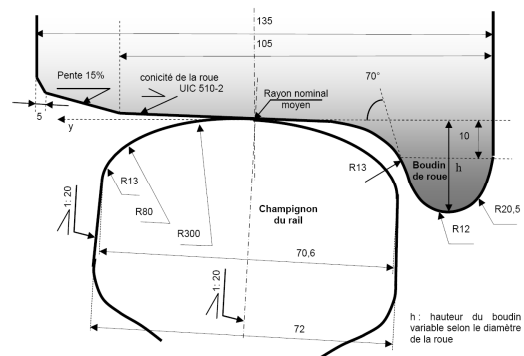 135
105
Pente 15%
conicité de la roue
UIC 510-2
Rayon nominal
moyen
70°
5
y
10
h
R13
Boudin
de roue
R20,5
R13
R80
R300
Champignon
du rail
R12
1: 20
70,6
1: 20
72
h : hauteur du boudin
variable selon le diamètre
de la roue